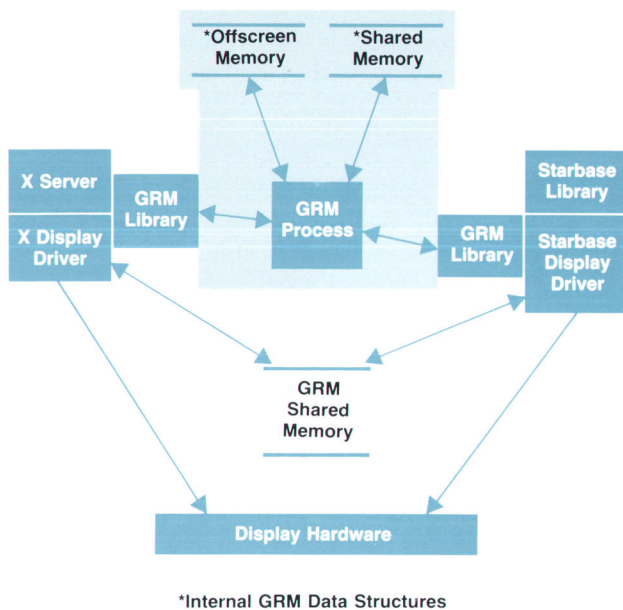 *Offscreen
Memory
*Shared
Memory
X Server
GRM
Library
X Display
Driver
GRM
Process
GRM
Library
Starbase
Library
Starbase
Display
Driver
GRM
Shared
Memory
Display Hardware
*Internal GRM Data Structures